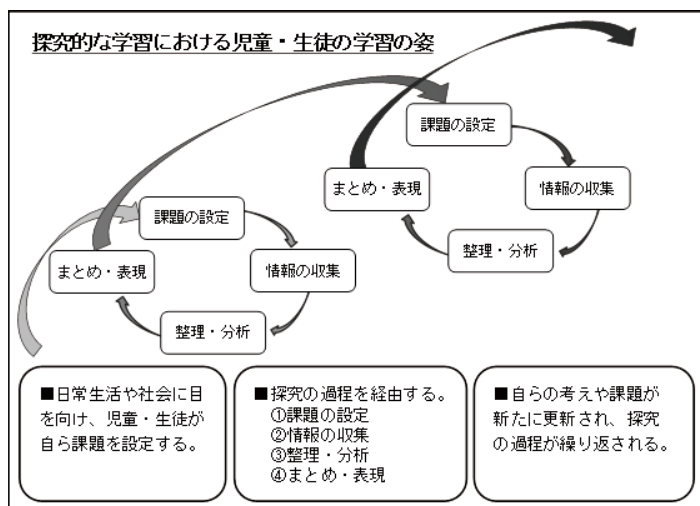 探究的な学習における児童・生徒の学習の姿
課題の設定
情報の収集
整理・分析
まとめ・表現
課題の設定
情報の収集
整理・分析
まとめ・表現
■日常生活や社会に目
を向け、児童・生徒が
自ら課題を設定する。
■探究の過程を経由する。
①課題の設定
②情報の収集
③整理・分析
④まとめ・表現
■自らの考えや課題が
新たに更新され、探究
の過程が繰り返される。